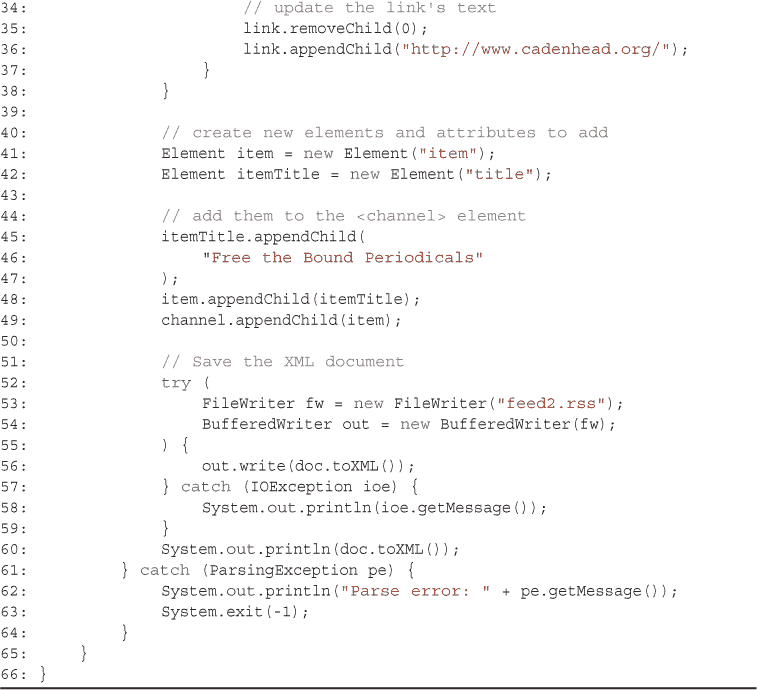 34:                     // update the link's text
35:                     link.removeChild(0);
36:                     link.appendChild("http://www.cadenhead.org/");
37:                 }
38:             }
39:
40:             // create new elements and attributes to add
41:             Element item = new Element("item");
42:             Element itemTitle = new Element("title");
43:
44:             // add them to the <channel> element
45:             itemTitle.appendChild(
46:                 "Free the Bound Periodicals"
47:             );
48:             item.appendChild(itemTitle);
49:             channel.appendChild(item);
50:
51:             // Save the XML document
52:             try (
53:                 FileWriter fw = new FileWriter("feed2.rss");
54:                 BufferedWriter out = new BufferedWriter(fw);
55:             ) {
56:                 out.write(doc.toXML());
57:             } catch (IOException ioe) {
58:                 System.out.println(ioe.getMessage());
59:             }
60:             System.out.println(doc.toXML());
61:         } catch (ParsingException pe) {
62:             System.out.println("Parse error: " + pe.getMessage());
63:             System.exit(-1);
64:         }
65:     }
66: }